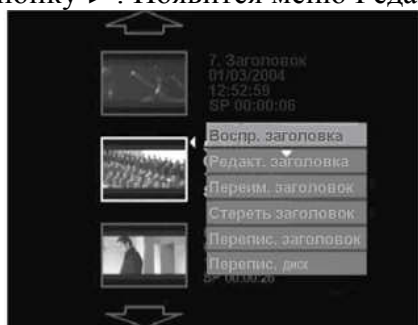 нопку ►. Появится меню Реда
7. Заголовок
01/03/2004
12:52:59
SP 00:00:06
Воспр. заголовка
Редакт. заголовка
Переим. заголовок
Стереть заголовок
Перепис. заголовок
Перепис. диск
SP 00:00:26